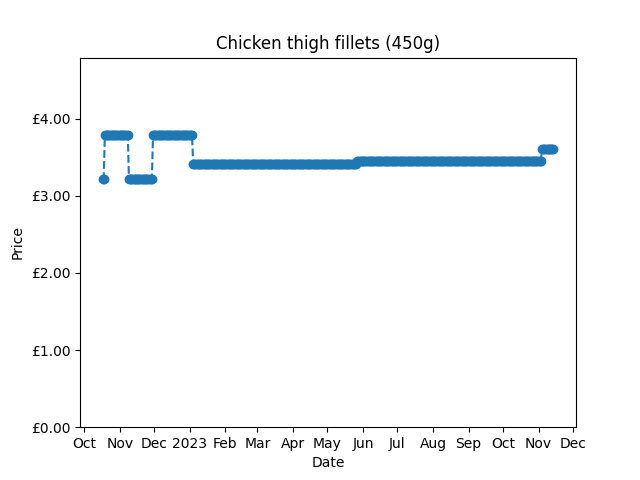 Chicken thigh fillets (450g)
£4.00
£3.00
£2.00
£1.00
£0.00
Price
Oct Nov Dec 2023 Feb Mar Apr May Jun Jul Aug Sep Oct Nov Dec
Date